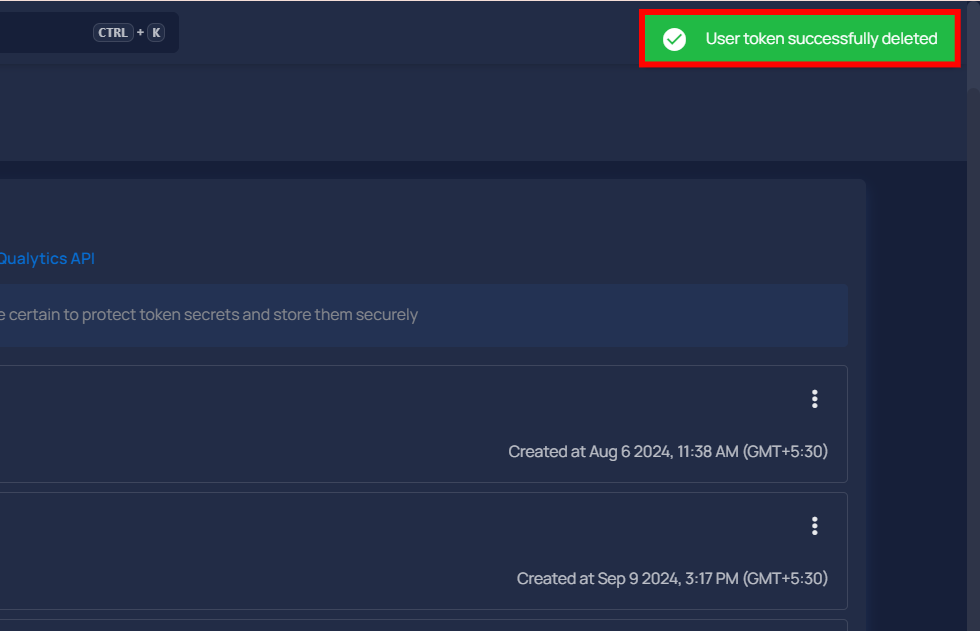 CTRL + K
User token successfully deleted
Qualytics API
certain to protect token secrets and store them securely
Created at Aug 6 2024, 11:38 AM (GMT+5:30)
Created at Sep 9 2024, 3:17 PM (GMT+5:30)